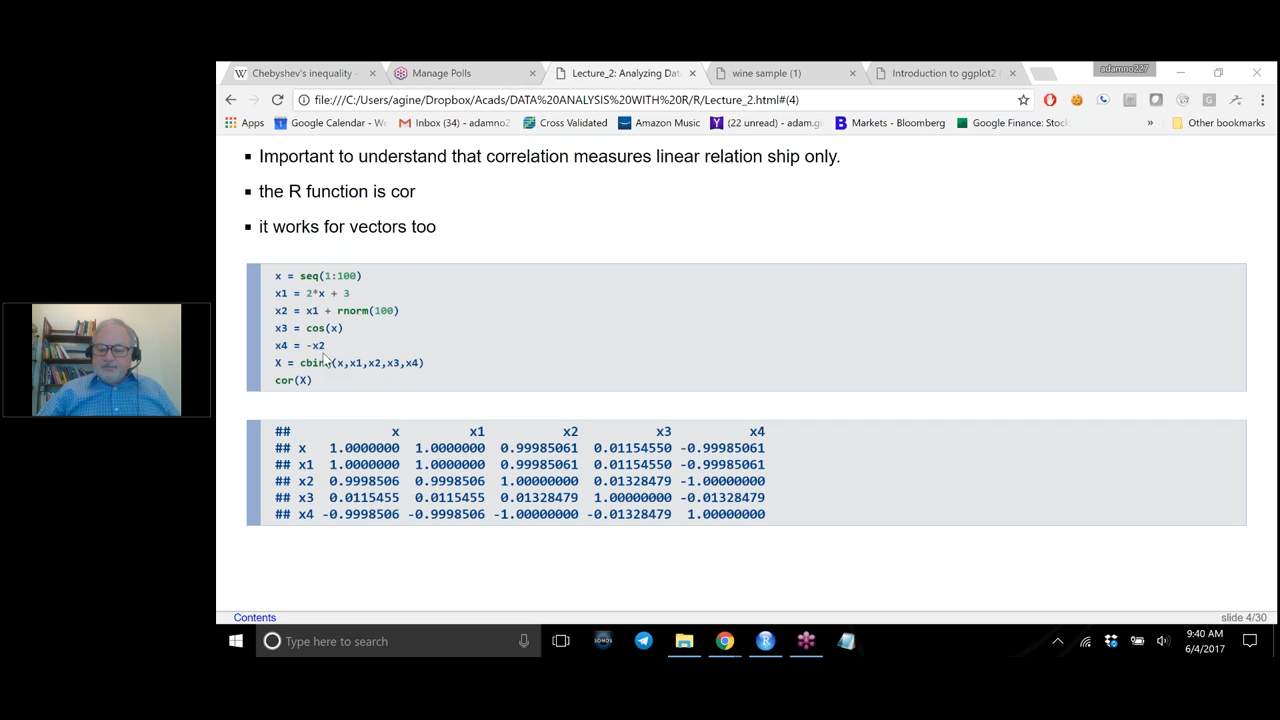 Chebyshev's inequality -
Manage Polls
Lecture_2: Analyzing Dat
wine sample (1)
Introduction to ggplot2
adamno227
file:///C:/Users/agine/Dropbox/Acads/DATA%20ANALYSIS%20WITH%20R/R/Lecture_2.html#(4)
Apps
Google Calendar - We
Inbox (34) - adamno2
Cross Validated
Amazon Music
(22 unread) - adam.gi
Markets - Bloomberg
Google Finance: Stock
»
Other bookmarks
Important to understand that correlation measures linear relation ship only.
the R function is cor
it works for vectors too
x = seq(1:100)
x1 = 2*x + 3
x2 = x1 + rnorm(100)
x3 = cos(x)
x4 = -x2
X = cbind(x,x1,x2,x3,x4)
cor(X)
## x x1 x2 x3 x4
## x 1.0000000 1.0000000 0.99985061 0.01154550 -0.99985061
## x1 1.0000000 1.0000000 0.99985061 0.01154550 -0.99985061
## x2 0.9998506 0.9998506 1.00000000 0.01328479 -1.00000000
## x3 0.0115455 0.0115455 0.01328479 1.00000000 -0.01328479
## x4 -0.9998506 -0.9998506 -1.00000000 -0.01328479 1.00000000
Contents
slide 4/30
Type here to search
SONOS
9:40 AM
6/4/2017